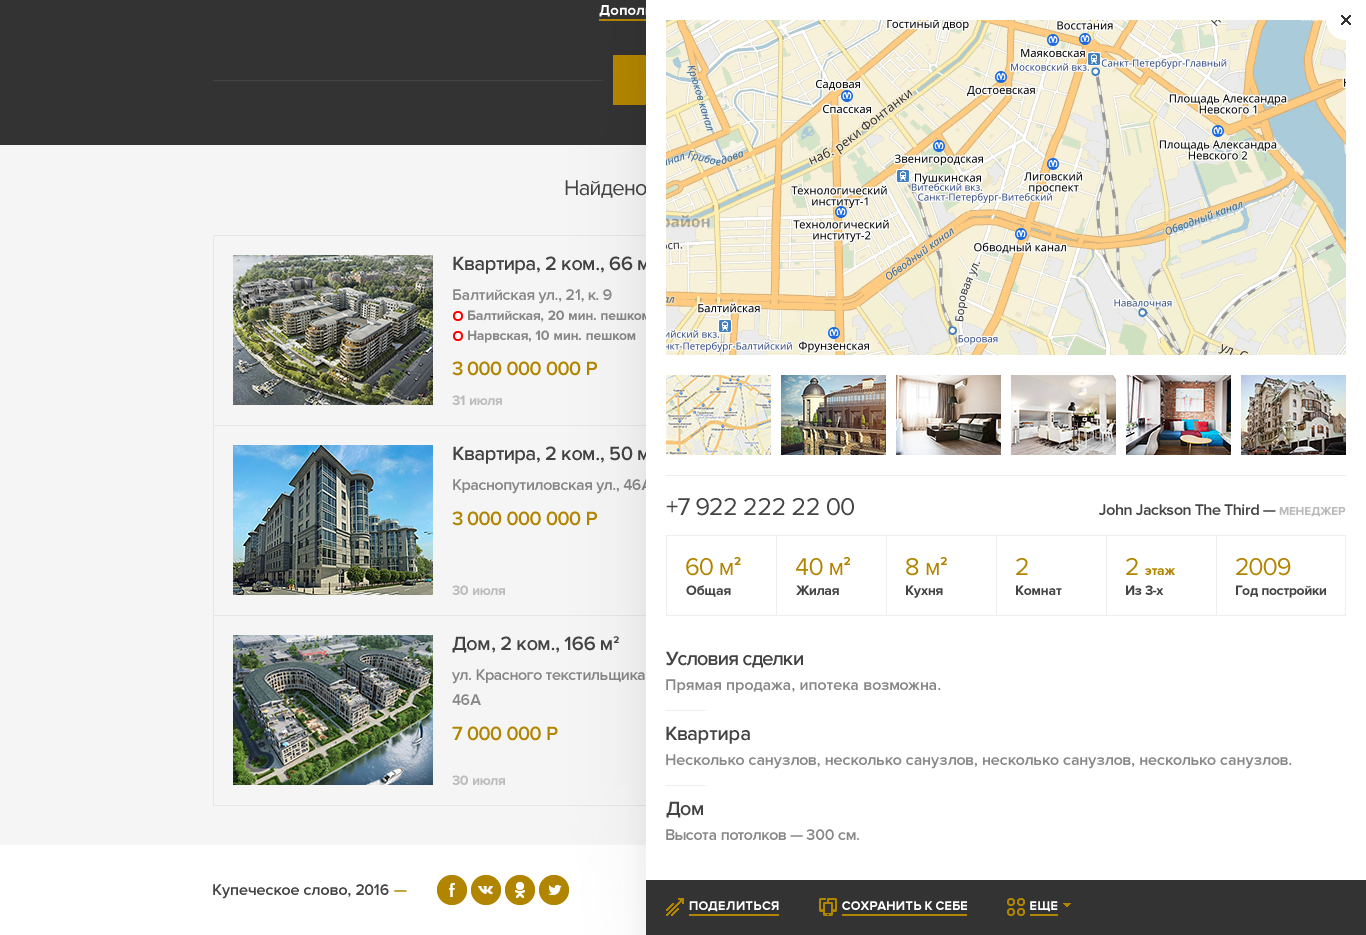 Допол
Найдено
Квартира, 2 ком., 66 м
Балтийская ул., 21, к. 9
Балтийская, 20 мин. пешком
Нарвская, 10 мин. пешком
3 000 000 000 Р
31 июля
Квартира, 2 ком., 50 м
Краснопутиловская ул., 46А
3 000 000 000 Р
30 июля
Дом, 2 ком., 166 м²
ул. Красного текстильщика
46А
7 000 000 Р
30 июля
Купеческое слово, 2016 —
Гостиный двор
Восстания
Маяковская
Московский вкз.
Санкт-Петербург-Главный
Крюков канал
Садовая
Спасская
Достоевская
Площадь Александра
Невского 1
Площадь Александра
Невского 2
наб. реки Фонтанки
нал Грибоедова
Звенигородская
Пушкинская
Витебский вкз.
Санкт-Петербург-Витебский
Лиговский
проспект
Технологический
институт-1
Технологический
институт-2
район
сп.
Обводный канал
Обводный канал
Обводный канал
Боровая ул.
Балтийская
ийский вкз.
нкт-Петербург-Балтийский
Фрунзенская
Боровая
Навалочная
+7 922 222 22 00
John Jackson The Third — МЕНЕДЖЕР
60 м² 40 м² 8 м² 2 2 этаж 2009
Общая Жилая Кухня Комнат Из 3-х Год постройки
Условия сделки
Прямая продажа, ипотека возможна.
Квартира
Несколько санузлов, несколько санузлов, несколько санузлов, несколько санузлов.
Дом
Высота потолков — 300 см.
ПОДЕЛИТЬСЯ СОХРАНИТЬ К СЕБЕ ЕЩЕ